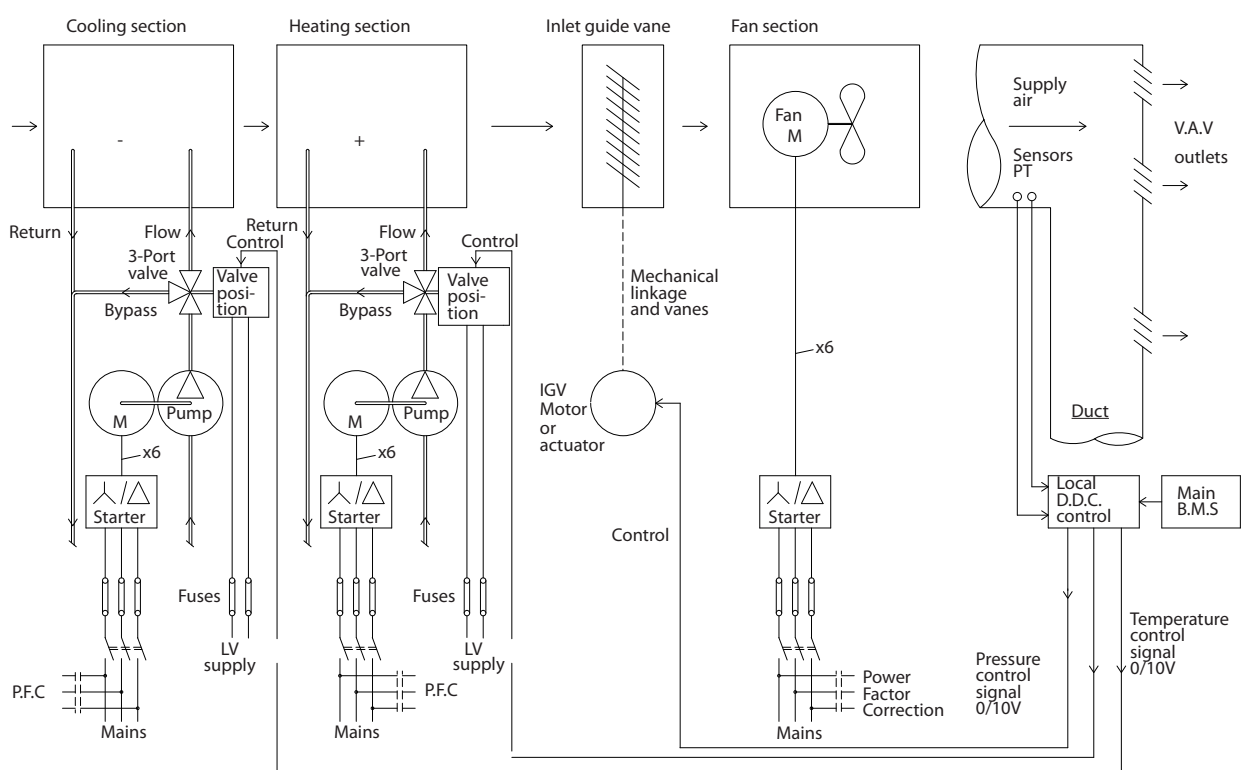 Cooling section
Heating section
Inlet guide vane
Fan section
-
+
Fan
M
Supply
air
Sensors
PT
V.A.V
outlets
Return
Flow
3-Port
valve
Bypass
Control
Valve
posi-
tion
Return
Flow
3-Port
valve
Bypass
Control
Valve
posi-
tion
Mechanical
linkage
and vanes
x6
M
Pump
x6
Starter
M
Pump
x6
Starter
IGV
Motor
or
actuator
Starter
Duct
Local
D.D.C.
control
Main
B.M.S
Control
Fuses
LV
supply
Fuses
LV
supply
P.F.C
Mains
P.F.C
Mains
Power
Factor
Correction
Mains
Pressure
control
signal
0/10V
Temperature
control
signal
0/10V